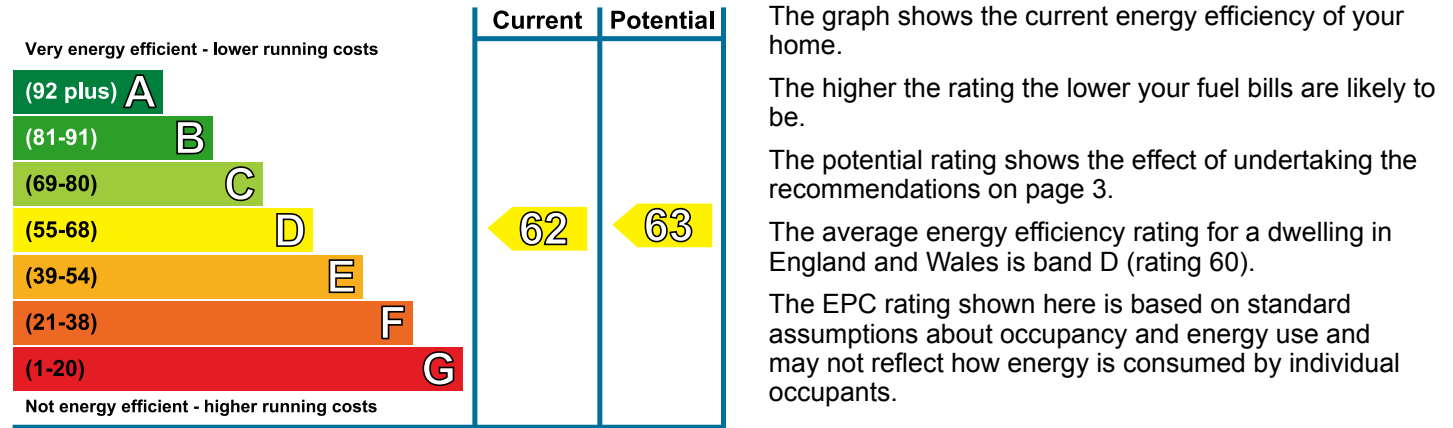 Current Potential
Very energy efficient - lower running costs
(92 plus) A
(81-91) B
(69-80) C
(55-68) D
62 63
(39-54) E
(21-38) F
(1-20) G
Not energy efficient - higher running costs
The graph shows the current energy efficiency of your
home.
The higher the rating the lower your fuel bills are likely to
be.
The potential rating shows the effect of undertaking the
recommendations on page 3.
The average energy efficiency rating for a dwelling in
England and Wales is band D (rating 60).
The EPC rating shown here is based on standard
assumptions about occupancy and energy use and
may not reflect how energy is consumed by individual
occupants.